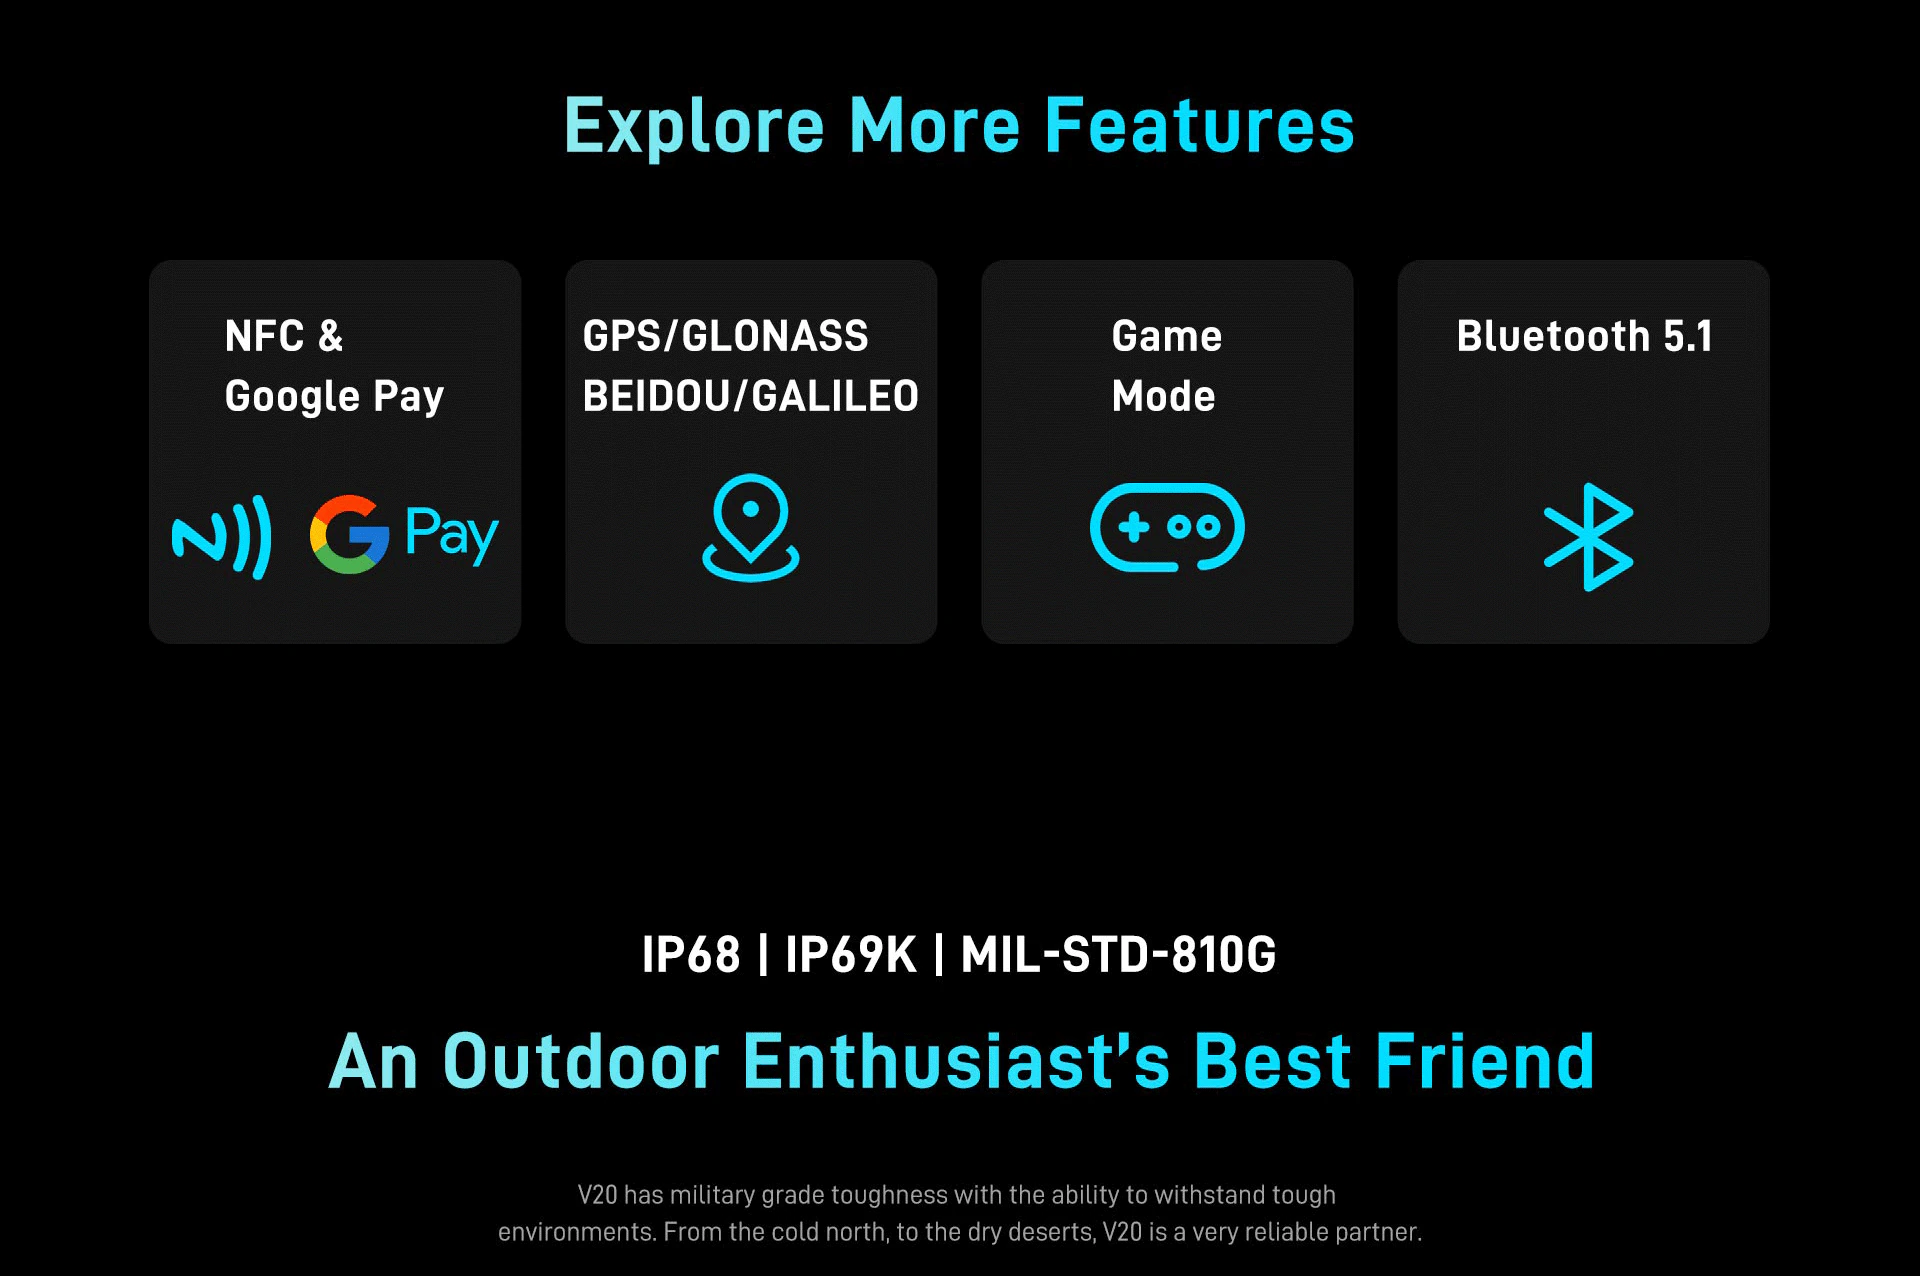 Explore More Features
NFC &
Google Pay
G Pay
GPS/GLONASS
BEIDOU/GALILEO
Game
Mode
Bluetooth 5.1
IP68 | IP69K | MIL-STD-810G
An Outdoor Enthusiast’s Best Friend
V20 has military grade toughness with the ability to withstand tough
environments. From the cold north, to the dry deserts, V20 is a very reliable partner.